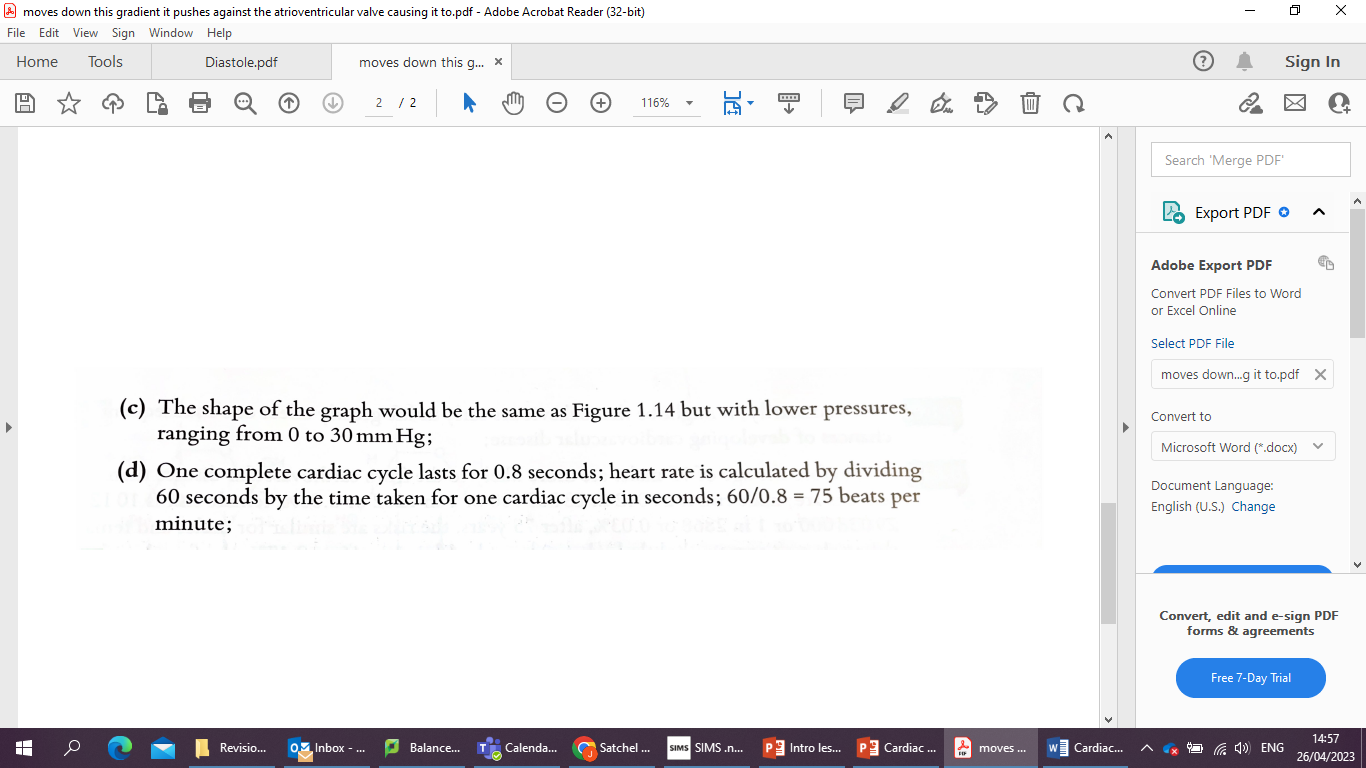 moves down this gradient it pushes against the atrioventricular valve causing it to.pdf - Adobe Acrobat Reader (32-bit)
File Edit View Sign Window Help
Home Tools Diastole.pdf moves down this g... ×
2 / 2 116%
Search 'Merge PDF'
Export PDF
Adobe Export PDF
Convert PDF Files to Word
or Excel Online
Select PDF File
moves down...g it to.pdf
Convert to
Microsoft Word (*.docx)
Document Language:
English (U.S.) Change
Convert, edit and e-sign PDF
forms & agreements
Free 7-Day Trial
Sign In
(c) The shape of the graph would be the same as Figure 1.14 but with lower pressures,
ranging from 0 to 30 mm Hg;
(d) One complete cardiac cycle lasts for 0.8 seconds; heart rate is calculated by dividing
60 seconds by the time taken for one cardiac cycle in seconds; 60/0.8 = 75 beats per
minute;
Revisio... Inbox - ... Balance... Calenda... Satchel ... SIMS .n... Intro les... Cardiac ... moves ... Cardiac... ENG
14:57
26/04/2023